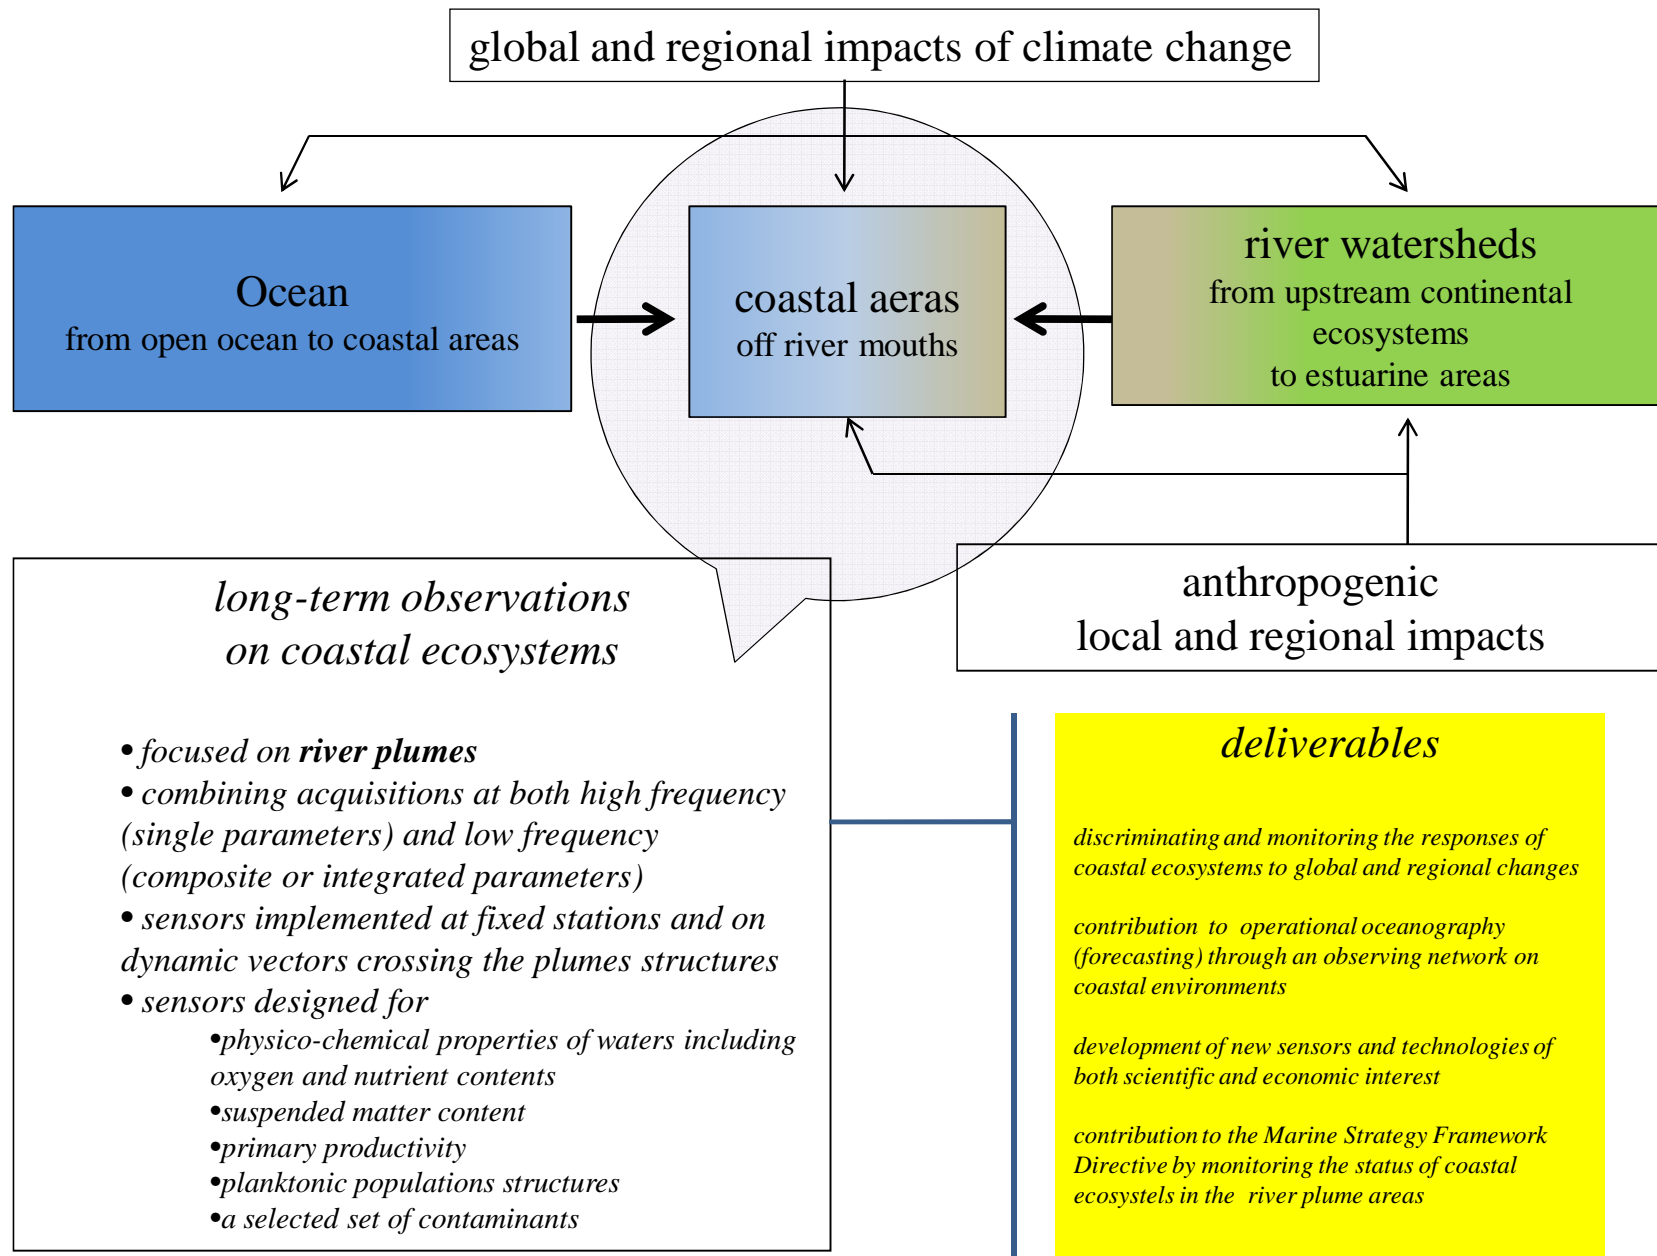 global and regional impacts of climate change
Ocean
from open ocean to coastal areas
coastal aeras
off river mouths
river watersheds
from upstream continental
ecosystems
to estuarine areas
anthropogenic
local and regional impacts
long-term observations
on coastal ecosystems
• focused on river plumes
• combining acquisitions at both high frequency
(single parameters) and low frequency
(composite or integrated parameters)
• sensors implemented at fixed stations and on
dynamic vectors crossing the plumes structures
• sensors designed for
•physico-chemical properties of waters including
oxygen and nutrient contents
•suspended matter content
•primary productivity
•planktonic populations structures
•a selected set of contaminants
deliverables
discriminating and monitoring the responses of
coastal ecosystems to global and regional changes
contribution to operational oceanography
(forecasting) through an observing network on
coastal environments
development of new sensors and technologies of
both scientific and economic interest
contribution to the Marine Strategy Framework
Directive by monitoring the status of coastal
ecosystels in the river plume areas